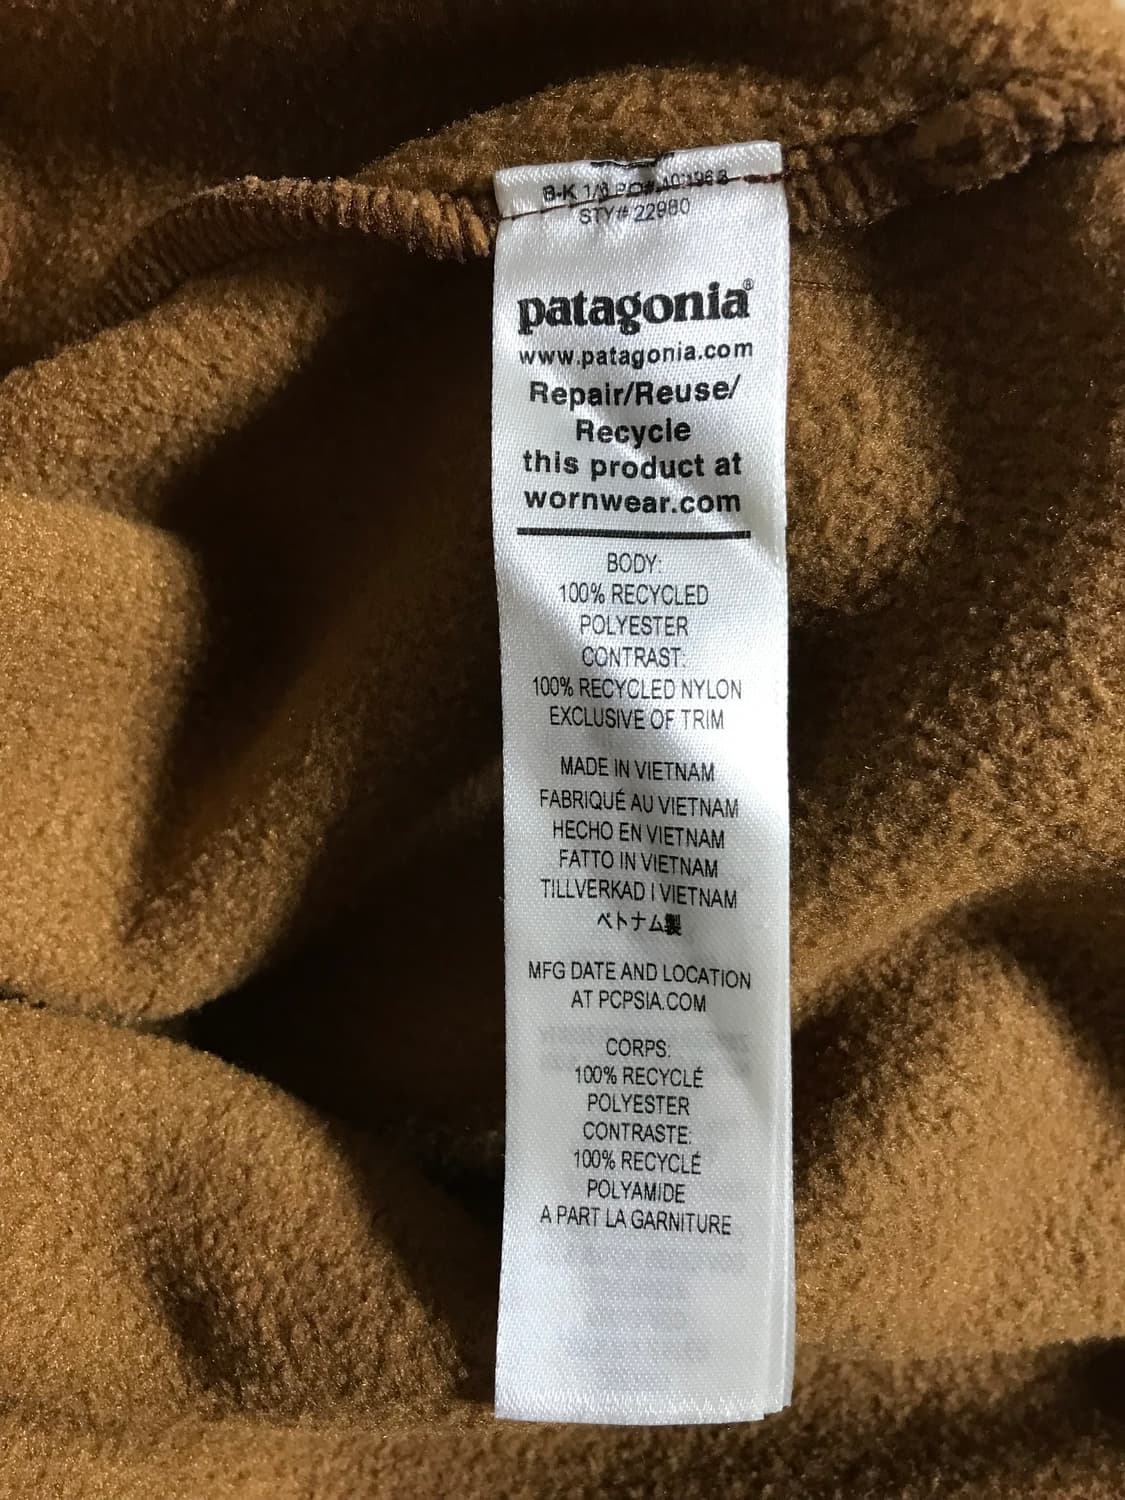 B-K 1/6 PO#
STY# 22980
patagonia®
www.patagonia.com
Repair/Reuse/
Recycle
this product at
wornwear.com
BODY:
100% RECYCLED
POLYESTER
CONTRAST:
100% RECYCLED NYLON
EXCLUSIVE OF TRIM
MADE IN VIETNAM
FABRIQUÉ AU VIETNAM
HECHO EN VIETNAM
FATTO IN VIETNAM
TILLVERKAD I VIETNAM
ベトナム製
MFG DATE AND LOCATION
AT PCPSIA.COM
CORPS:
100% RECYCLÉ
POLYESTER
CONTRASTE:
100% RECYCLÉ
POLYAMIDE
A PART LA GARNITURE